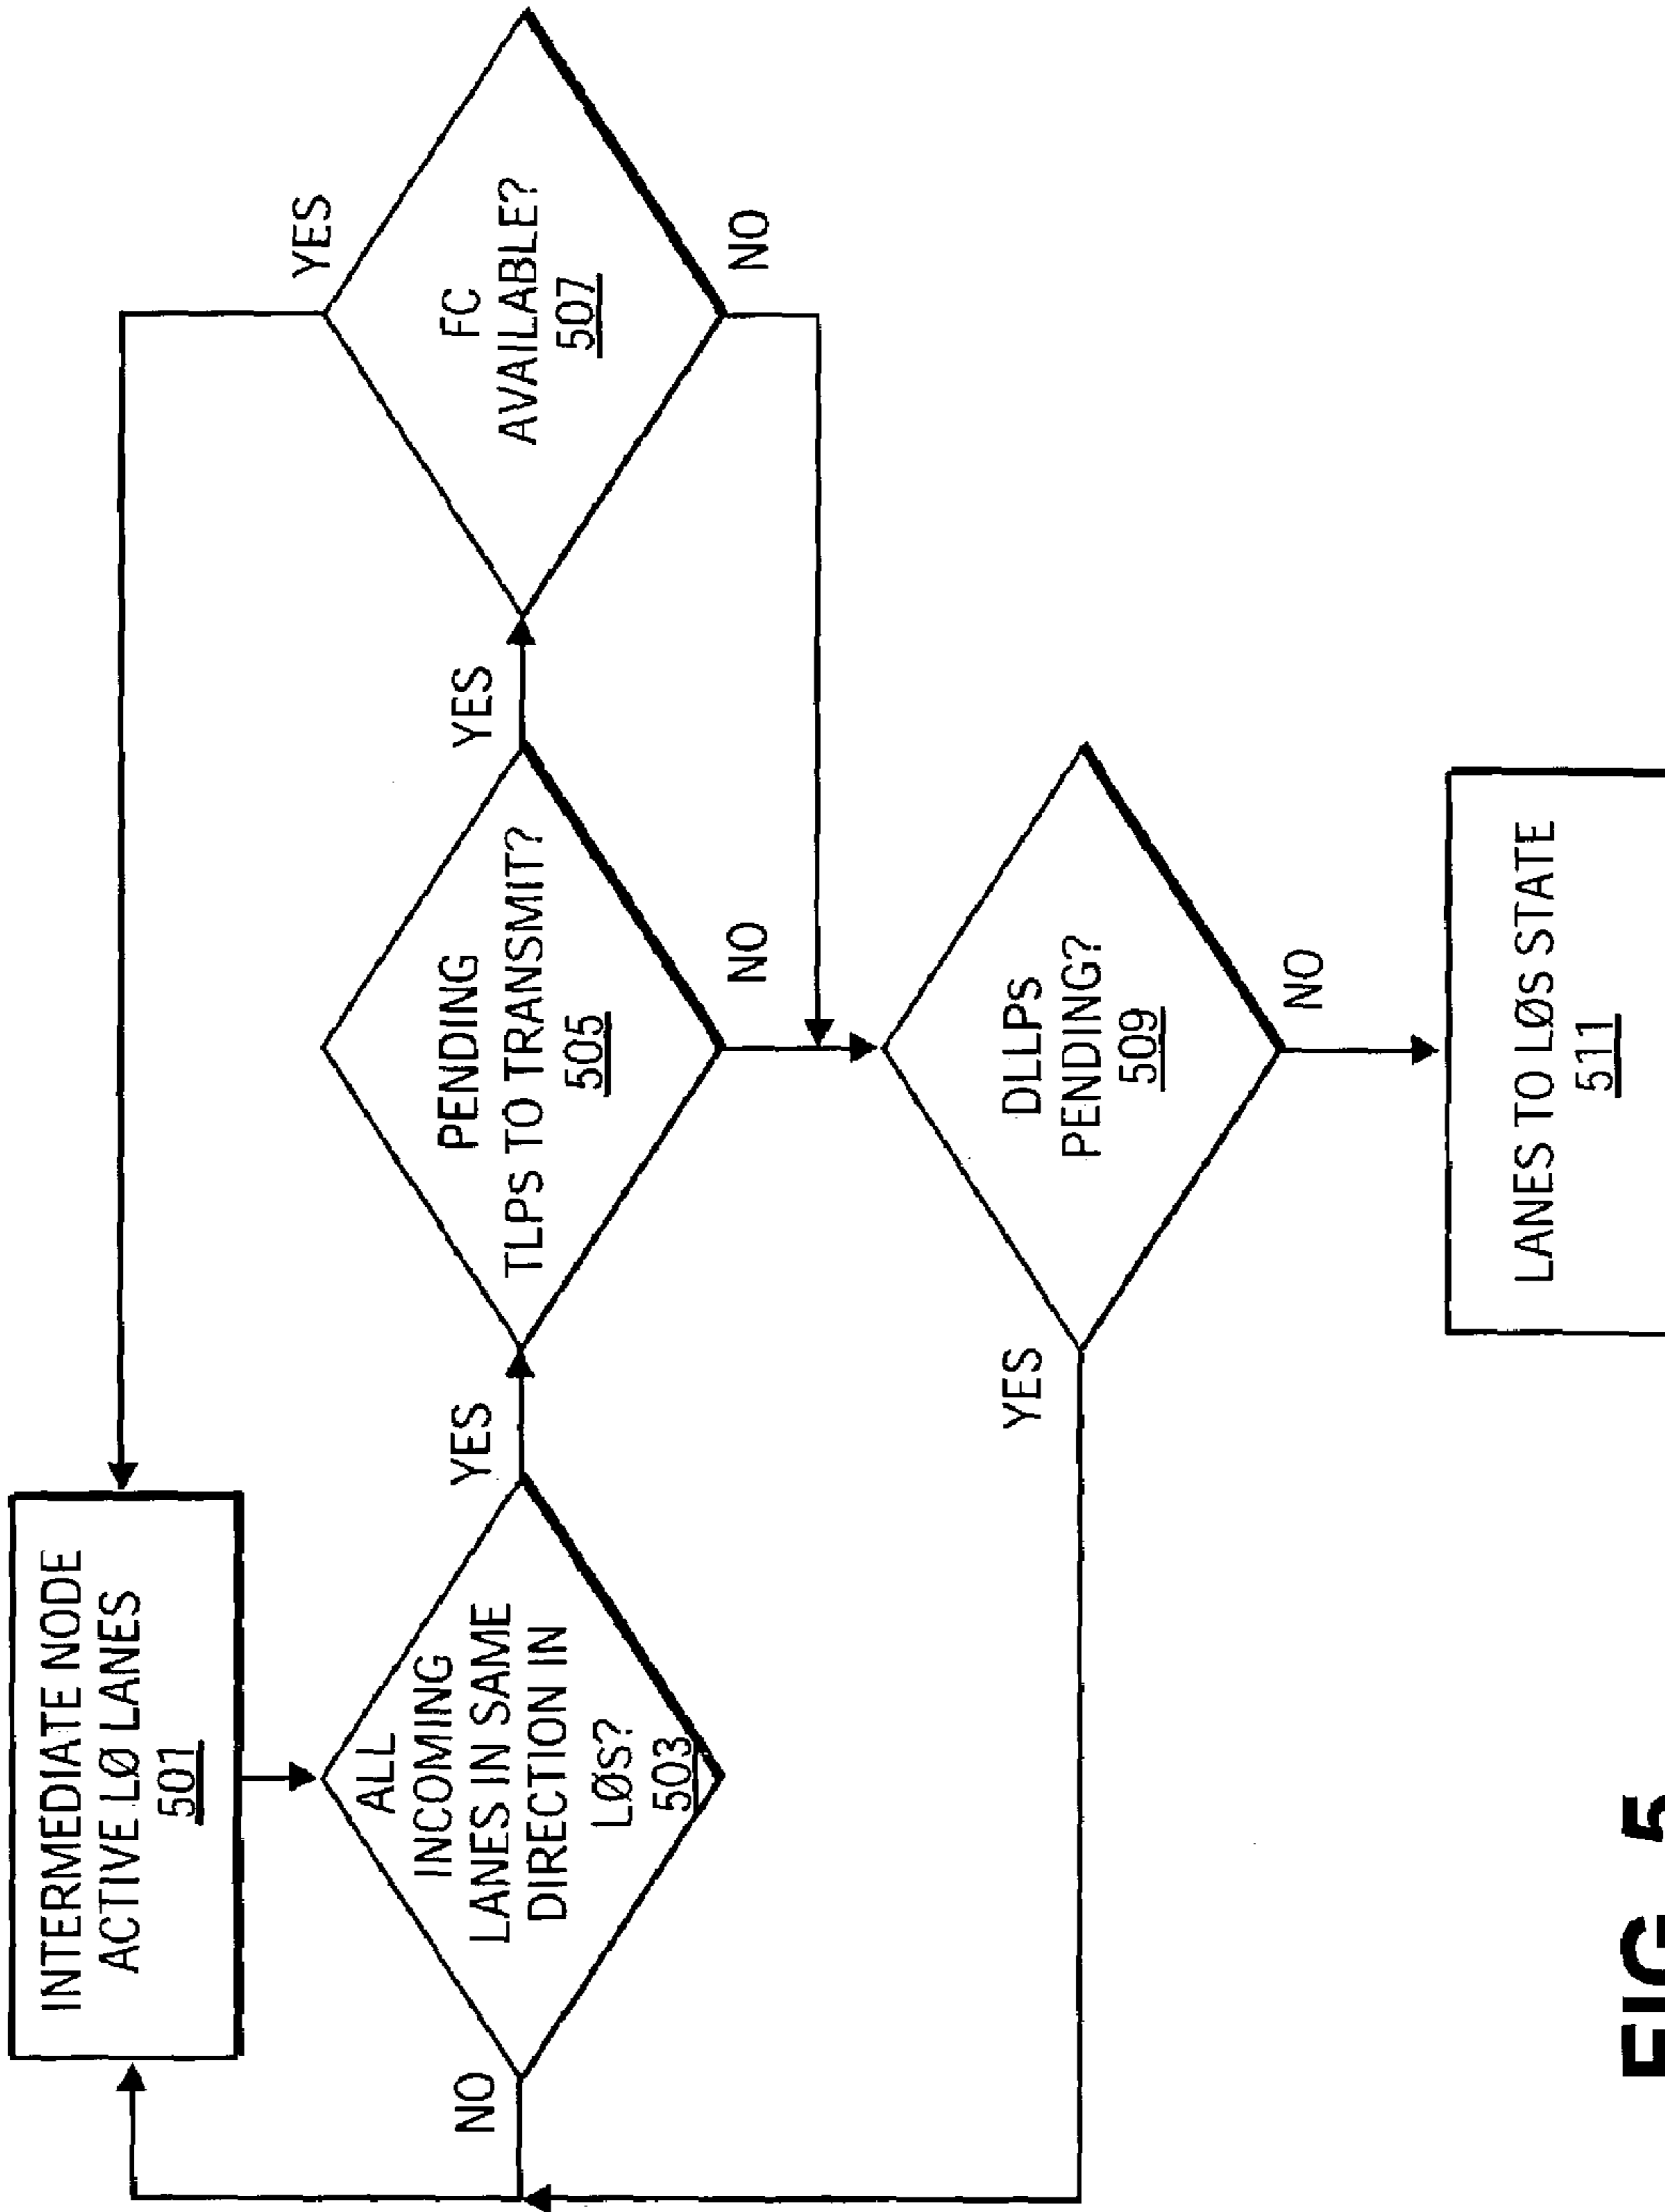 INTERMEDIATE NODE
ACTIVE LØ LANES
501
ALL
INCOMING
LANES IN SAME
DIRECTION IN
LØs?
503
NO
YES
PENDING
TLPS TO TRANSMIT?
505
YES
NO
FC
AVAILABLE?
507
YES
NO
DLLPs
PENDING?
509
YES
NO
LANES TO LØs STATE
511
FIG. 5